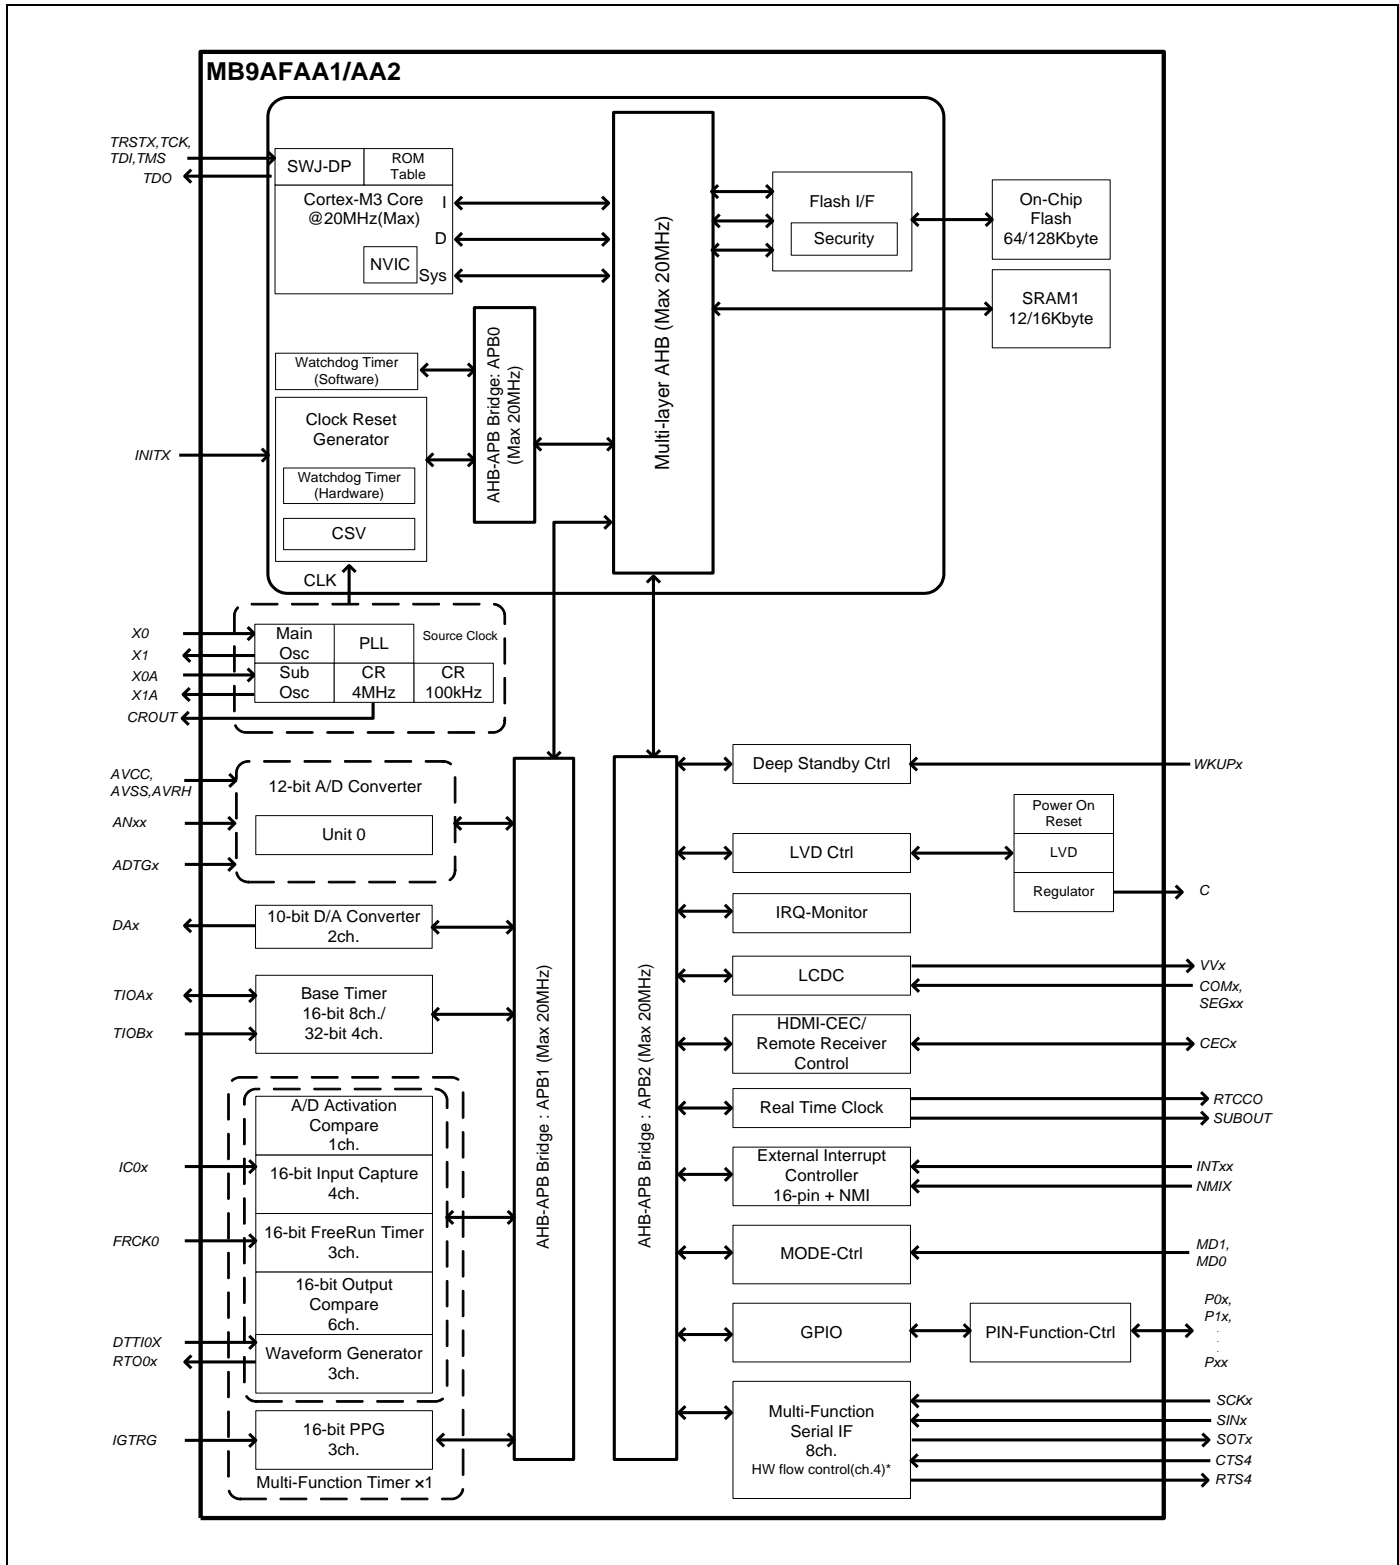 MB9AFAA1/AA2
TRSTX,TCK,
TDI,TMS
TDO
SWJ-DP
ROM
Table
Cortex-M3 Core
@20MHz(Max)
I
D
Sys
NVIC
Multi-layer AHB (Max 20MHz)
Flash I/F
Security
On-Chip
Flash
64/128Kbyte
SRAM1
12/16Kbyte
AHB-APB Bridge: APB0
(Max 20MHz)
Watchdog Timer
(Software)
Clock Reset
Generator
Watchdog Timer
(Hardware)
CSV
INITX
CLK
X0
X1
X0A
X1A
CROUT
Main
Osc
PLL
Source Clock
Sub
Osc
CR
4MHz
CR
100kHz
AVCC,
AVSS,AVRH
ANxx
ADTGx
12-bit A/D Converter
Unit 0
DAx
10-bit D/A Converter
2ch.
TIOAx
TIOBx
Base Timer
16-bit 8ch./
32-bit 4ch.
A/D Activation
Compare
1ch.
IC0x
16-bit Input Capture
4ch.
FRCK0
16-bit FreeRun Timer
3ch.
16-bit Output
Compare
6ch.
DTTI0X
RTO0x
Waveform Generator
3ch.
IGTRG
16-bit PPG
3ch.
Multi-Function Timer ×1
AHB-APB Bridge : APB1 (Max 20MHz)
AHB-APB Bridge : APB2 (Max 20MHz)
Deep Standby Ctrl
WKUPx
LVD Ctrl
Power On
Reset
LVD
Regulator
C
IRQ-Monitor
LCDC
VVx
COMx,
SEGxx
HDMI-CEC/
Remote Receiver
Control
CECx
Real Time Clock
RTCCO
SUBOUT
External Interrupt
Controller
16-pin + NMI
INTxx
NMIX
MODE-Ctrl
MD1,
MD0
GPIO
PIN-Function-Ctrl
P0x,
P1x,
.
.
Pxx
Multi-Function
Serial IF
8ch.
HW flow control(ch.4)*
SCKx
SINx
SOTx
CTS4
RTS4